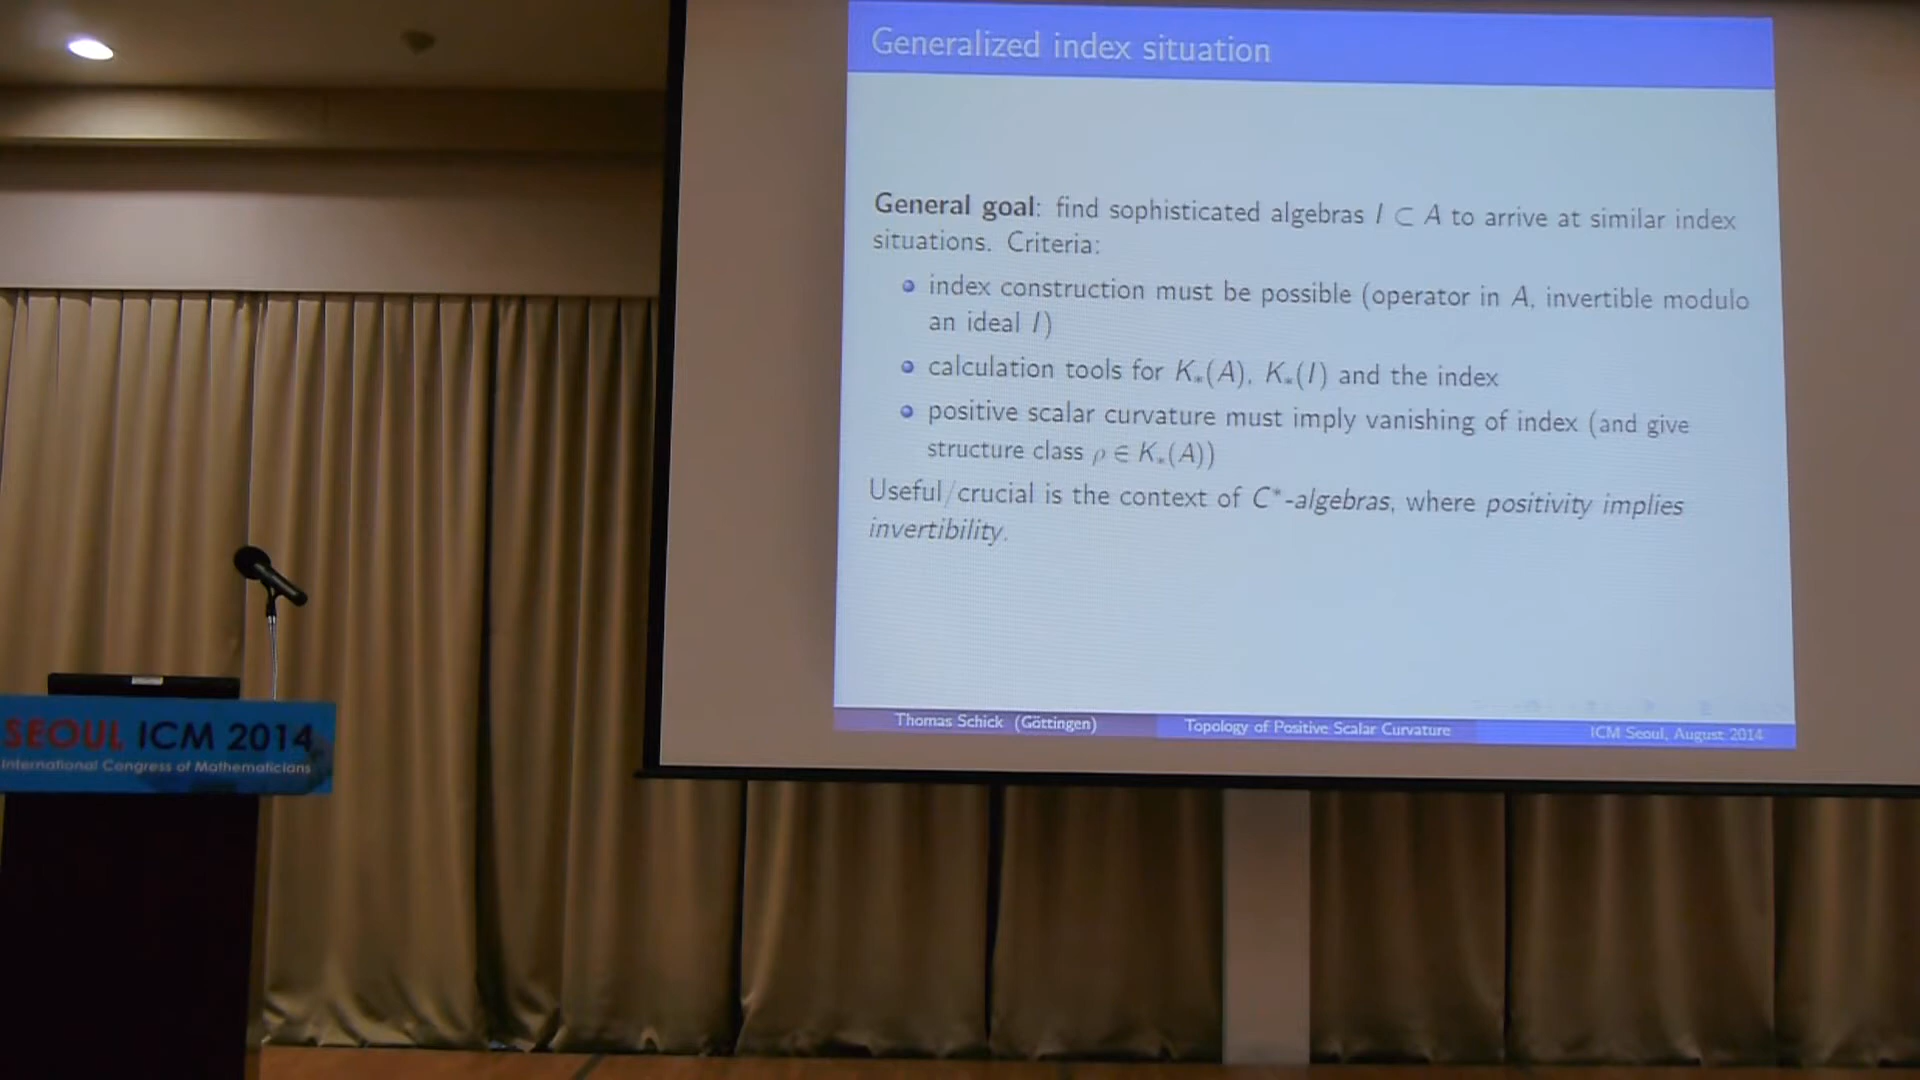 Generalized index situation
General goal: find sophisticated algebras I ⊂ A to arrive at similar index
situations. Criteria:
index construction must be possible (operator in A, invertible modulo
an ideal I)
calculation tools for K*(A), K*(I) and the index
positive scalar curvature must imply vanishing of index (and give
structure class ρ ∈ K*(A))
Useful/crucial is the context of C*-algebras, where positivity implies
invertibility.
Thomas Schick (Göttingen) Topology of Positive Scalar Curvature ICM Seoul, August 2014
SEOUL ICM 2014
International Congress of Mathematicians